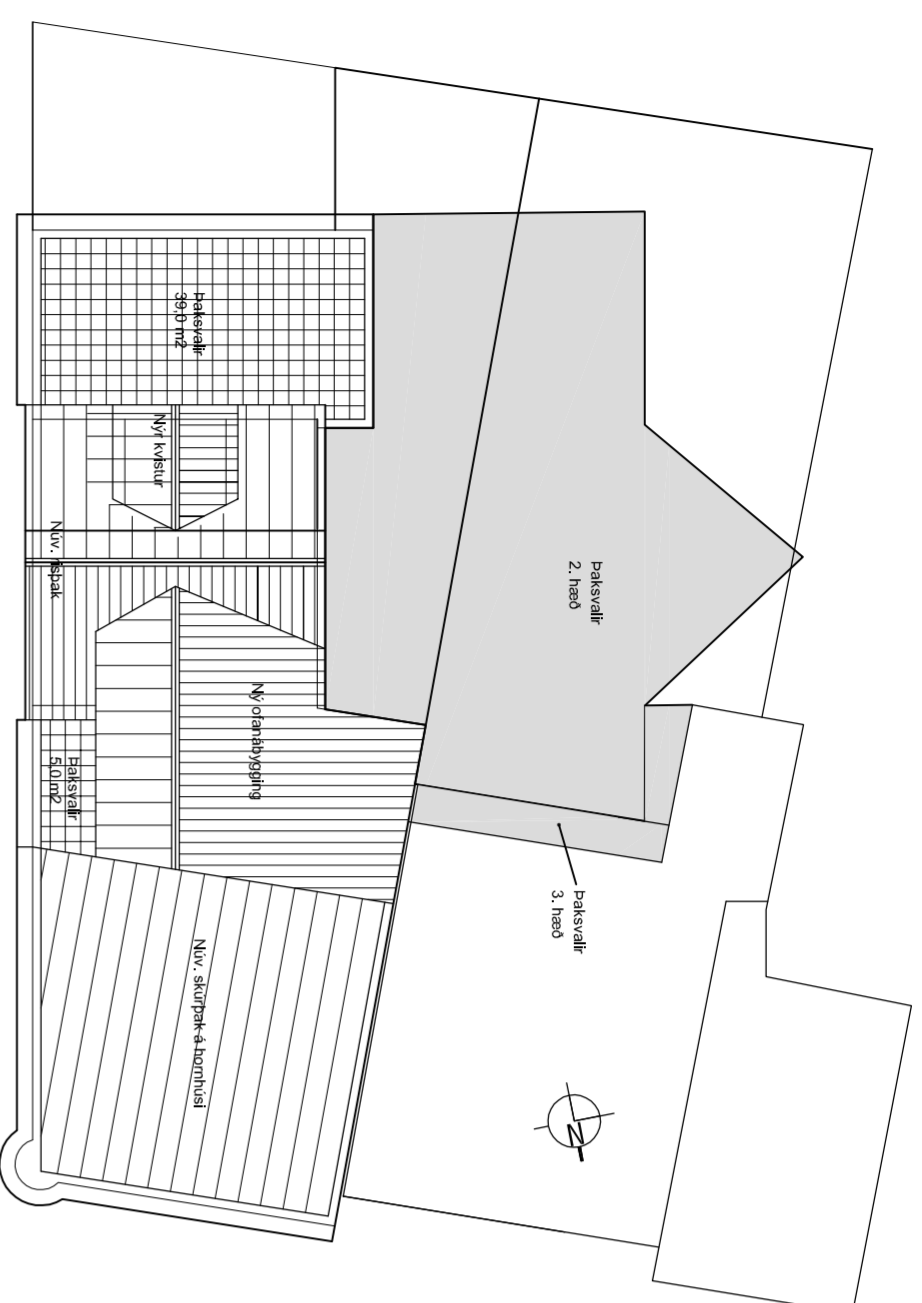 Þaksvalir
39,0 m2
Nýr kvistur
Núv. risþak
Þaksvalir
2. hæð
Ný ofanábygging
Þaksvalir
5,0 m2
Þaksvalir
3. hæð
Núv. skúrþak á hornhúsi
N